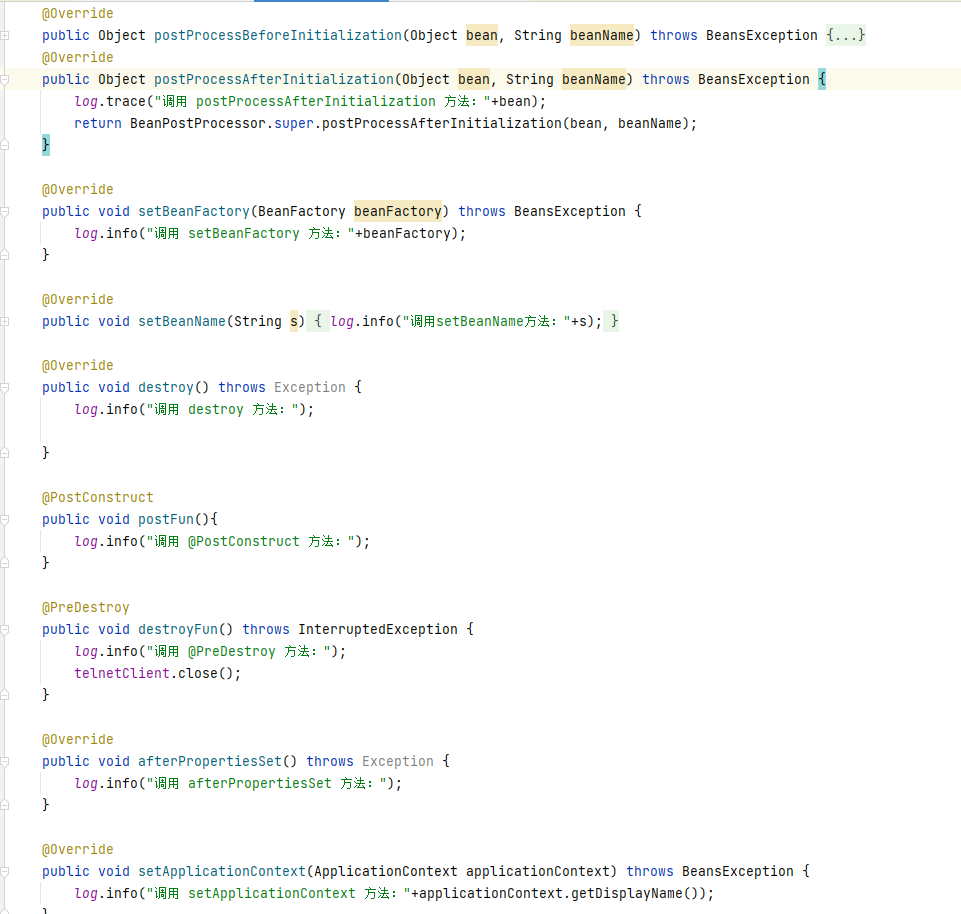 @Override
public Object postProcessBeforeInitialization(Object bean, String beanName) throws BeansException {...}
@Override
public Object postProcessAfterInitialization(Object bean, String beanName) throws BeansException {
log.trace("调用 postProcessAfterInitialization 方法："+bean);
return BeanPostProcessor.super.postProcessAfterInitialization(bean, beanName);
}
@Override
public void setBeanFactory(BeanFactory beanFactory) throws BeansException {
log.info("调用 setBeanFactory 方法："+beanFactory);
}
@Override
public void setBeanName(String s) { log.info("调用setBeanName方法："+s); }
@Override
public void destroy() throws Exception {
log.info("调用 destroy 方法：");
}
@PostConstruct
public void postFun(){
log.info("调用 @PostConstruct 方法：");
}
@PreDestroy
public void destroyFun() throws InterruptedException {
log.info("调用 @PreDestroy 方法：");
telnetClient.close();
}
@Override
public void afterPropertiesSet() throws Exception {
log.info("调用 afterPropertiesSet 方法：");
}
@Override
public void setApplicationContext(ApplicationContext applicationContext) throws BeansException {
log.info("调用 setApplicationContext 方法："+applicationContext.getDisplayName());
}